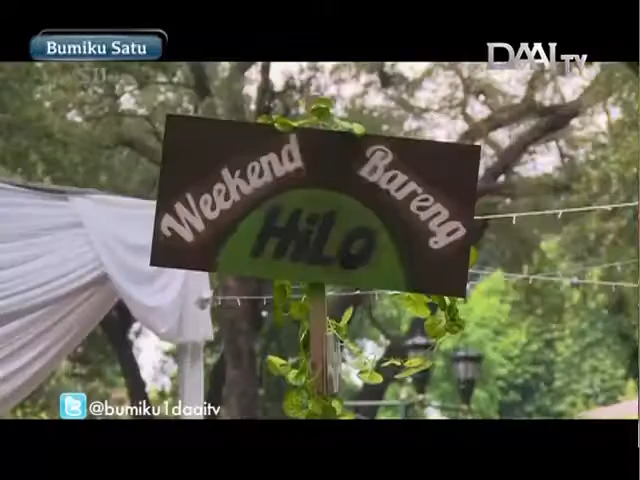 Bumiku Satu
DAAI TV
Weekend Bareng
HiLo
@bumiku1daaitv